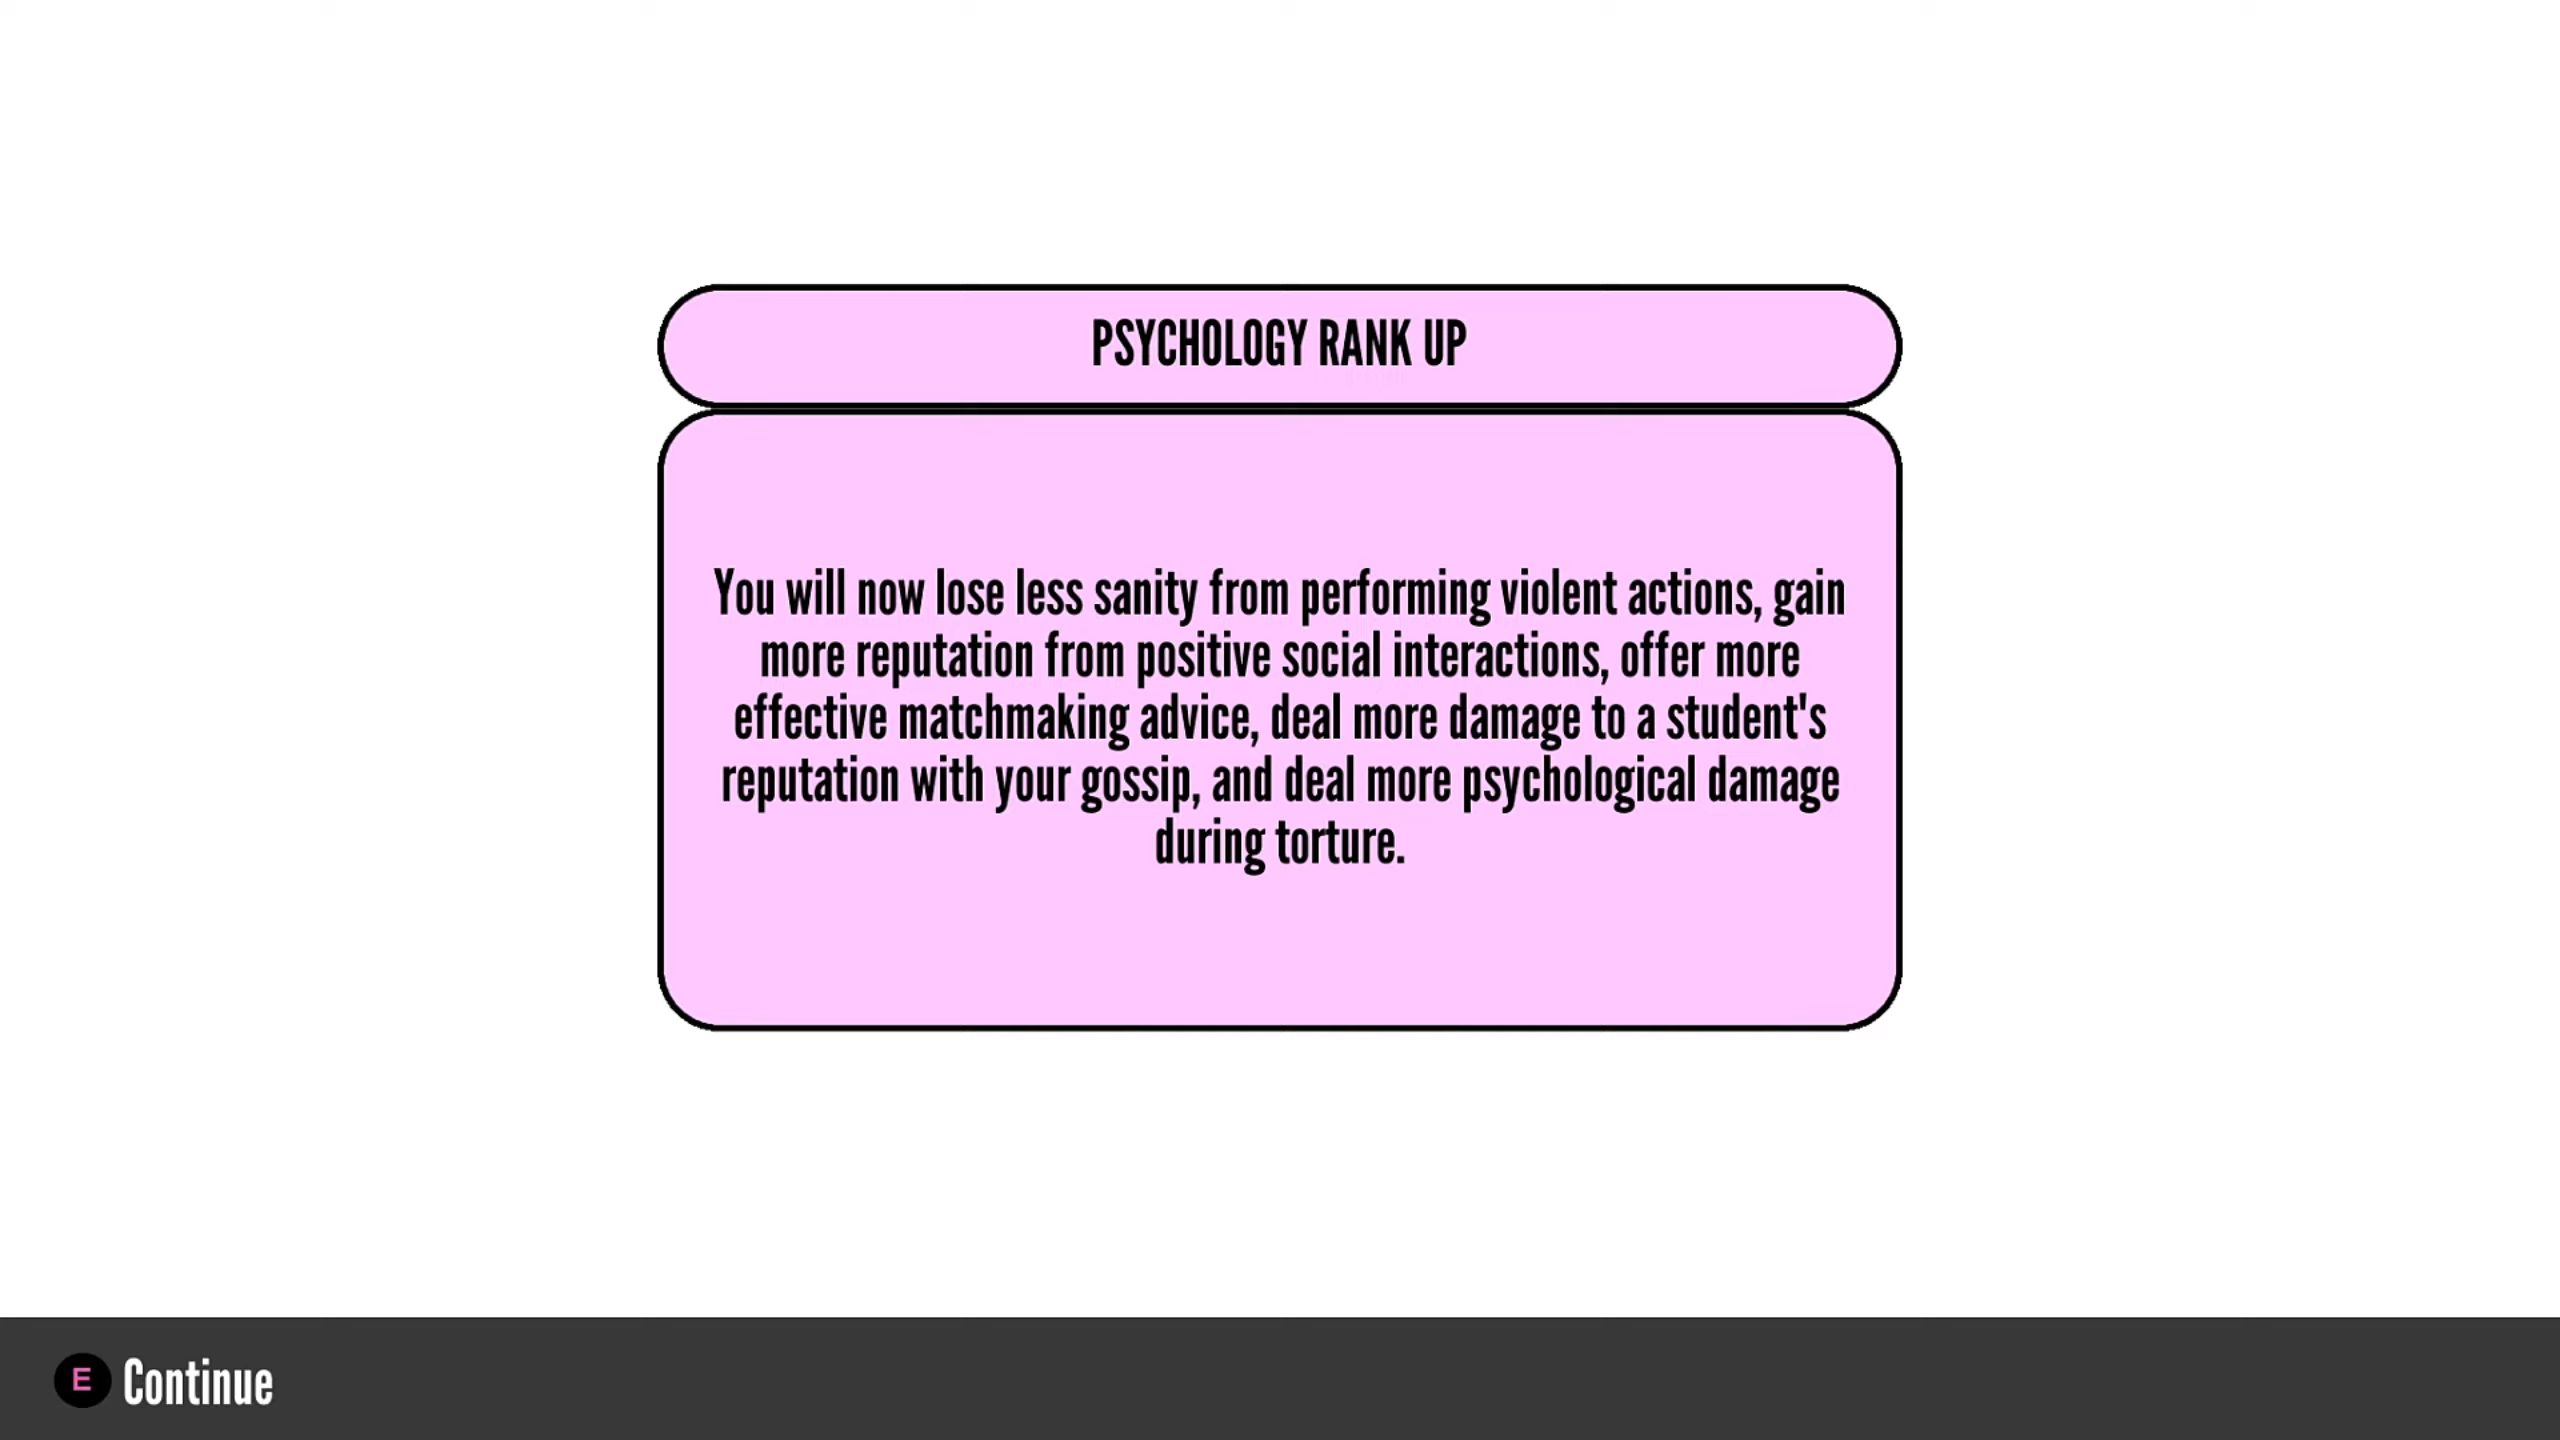 PSYCHOLOGY RANK UP
You will now lose less sanity from performing violent actions, gain
more reputation from positive social interactions, offer more
effective matchmaking advice, deal more damage to a student's
reputation with your gossip, and deal more psychological damage
during torture.
E Continue